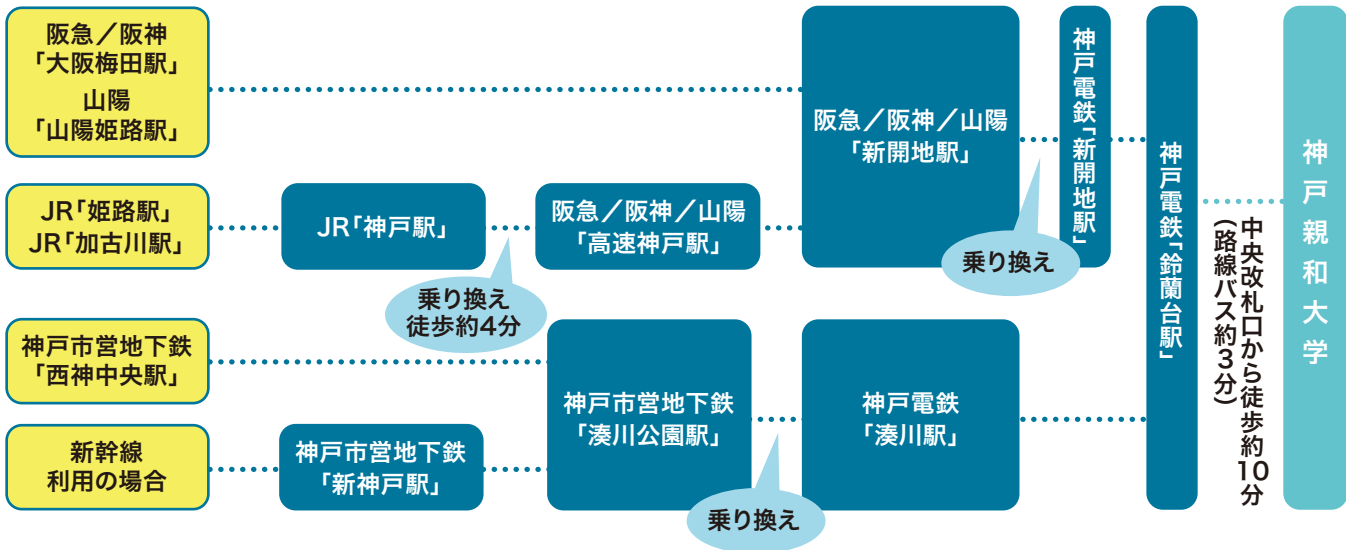 阪急／阪神
「大阪梅田駅」
山陽
「山陽姫路駅」
JR「姫路駅」
JR「加古川駅」
JR「神戸駅」
乗り換え
徒歩約4分
阪急／阪神／山陽
「高速神戸駅」
阪急／阪神／山陽
「新開地駅」
乗り換え
神戸電鉄「新開地駅」
神戸市営地下鉄
「西神中央駅」
新幹線
利用の場合
神戸市営地下鉄
「新神戸駅」
神戸市営地下鉄
「湊川公園駅」
乗り換え
神戸電鉄
「湊川駅」
神戸電鉄「鈴蘭台駅」
中央改札口から徒歩約10分
(路線バス約3分)
神戸親和大学